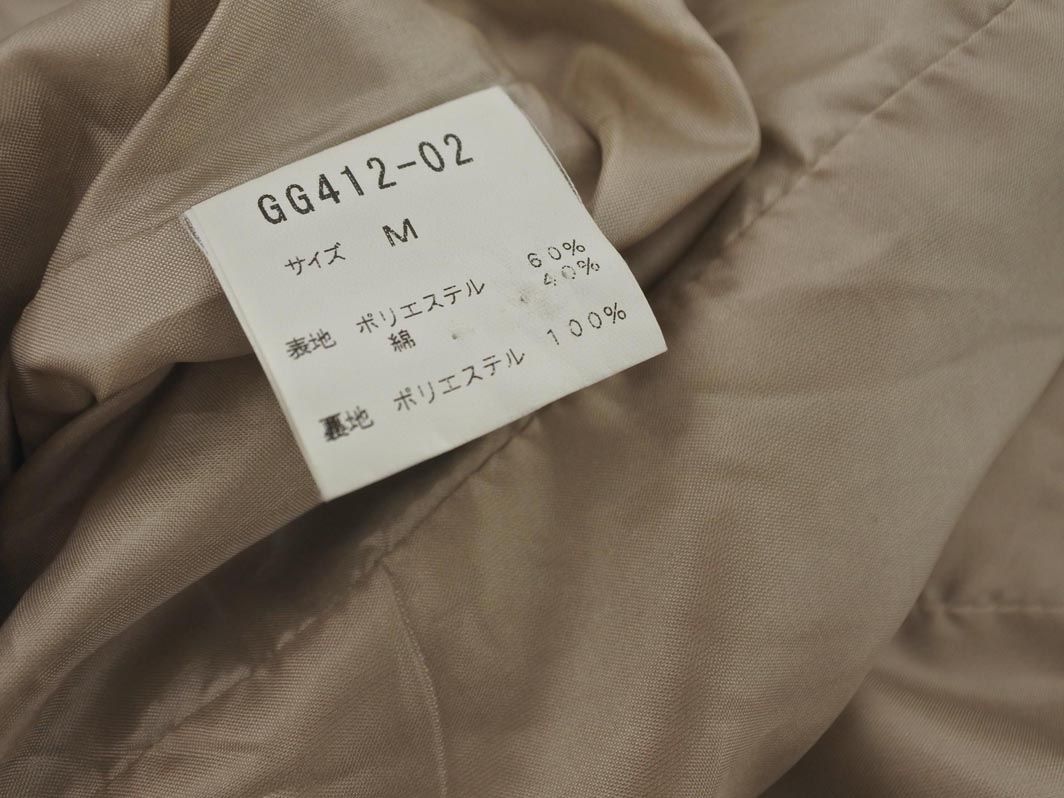 GG412-02
サイズ M
表地 ポリエステル 60%
綿 40%
裏地 ポリエステル 100%